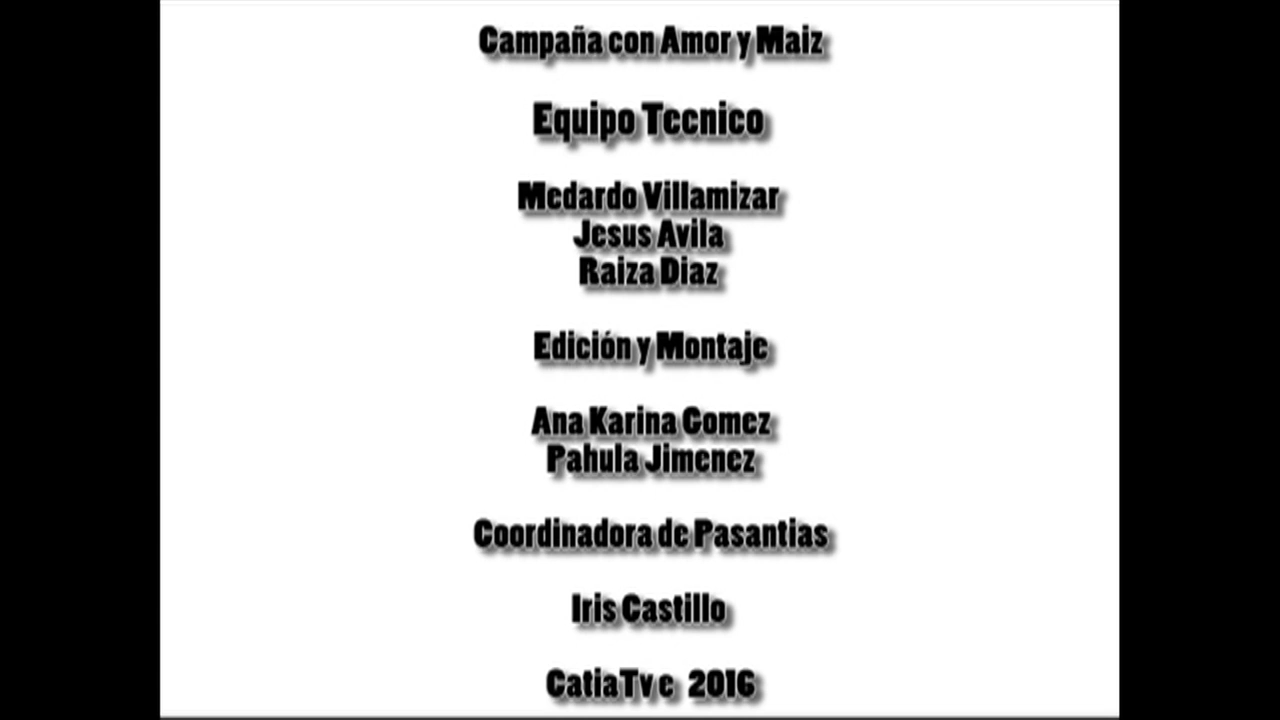 Campaña con Amor y Maiz
Equipo Tecnico
Medardo Villamizar
Jesus Avila
Raiza Diaz
Edición y Montaje
Ana Karina Gomez
Pahula Jimenez
Coordinadora de Pasantias
Iris Castillo
CatiaTve 2016